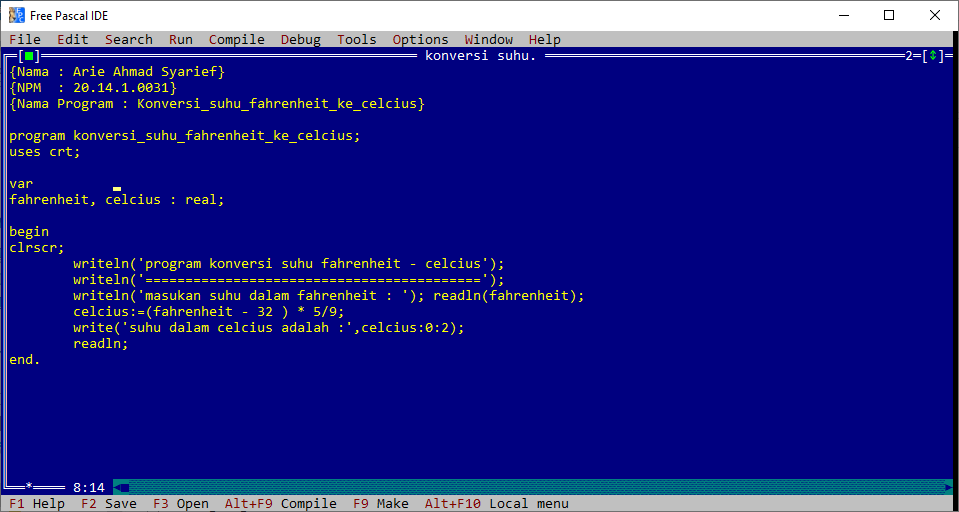 Free Pascal IDE
File Edit Search Run Compile Debug Tools Options Window Help
[■] konversi suhu. 2=[↕]
{Nama : Arie Ahmad Syarief}
{NPM  : 20.14.1.0031}
{Nama Program : Konversi_suhu_fahrenheit_ke_celcius}
program konversi_suhu_fahrenheit_ke_celcius;
uses crt;
var
fahrenheit, celcius : real;
begin
clrscr;
writeln('program konversi suhu fahrenheit - celcius');
writeln('==========================================');
writeln('masukan suhu dalam fahrenheit : '); readln(fahrenheit);
celcius:=(fahrenheit - 32 ) * 5/9;
write('suhu dalam celcius adalah :',celcius:0:2);
readln;
end.
* 8:14
F1 Help F2 Save F3 Open Alt+F9 Compile F9 Make Alt+F10 Local menu